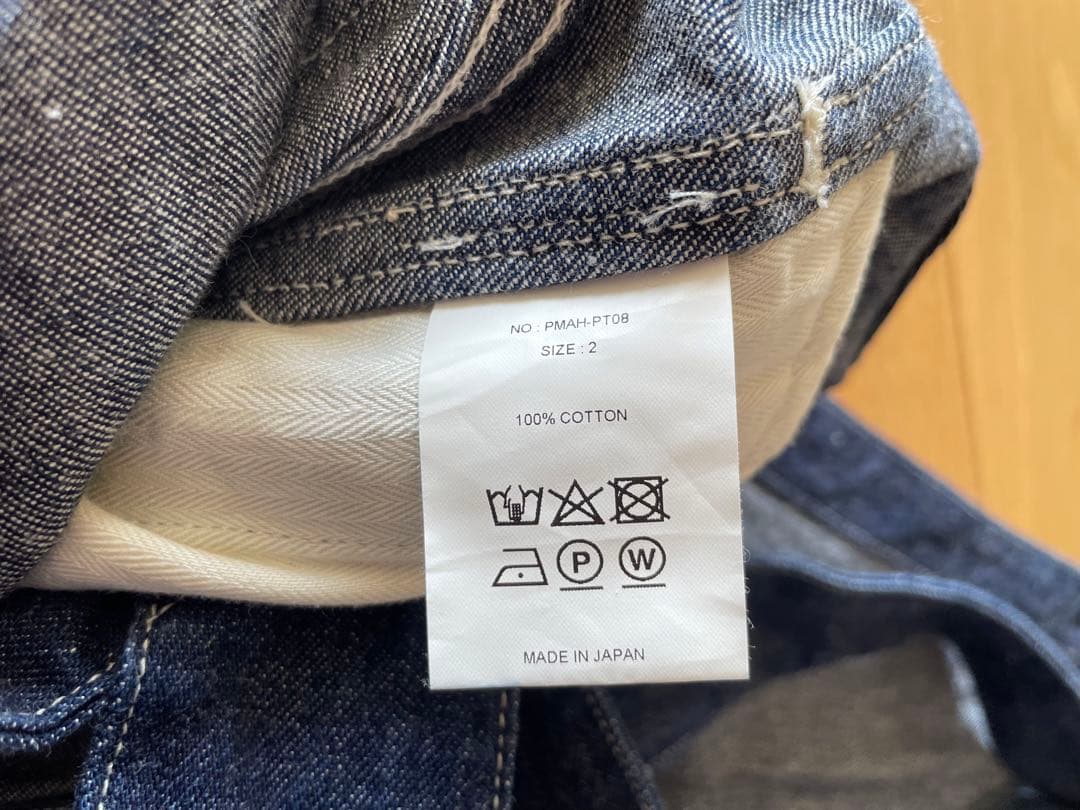 NO : PMAH-PT08
SIZE : 2
100% COTTON
P W
MADE IN JAPAN